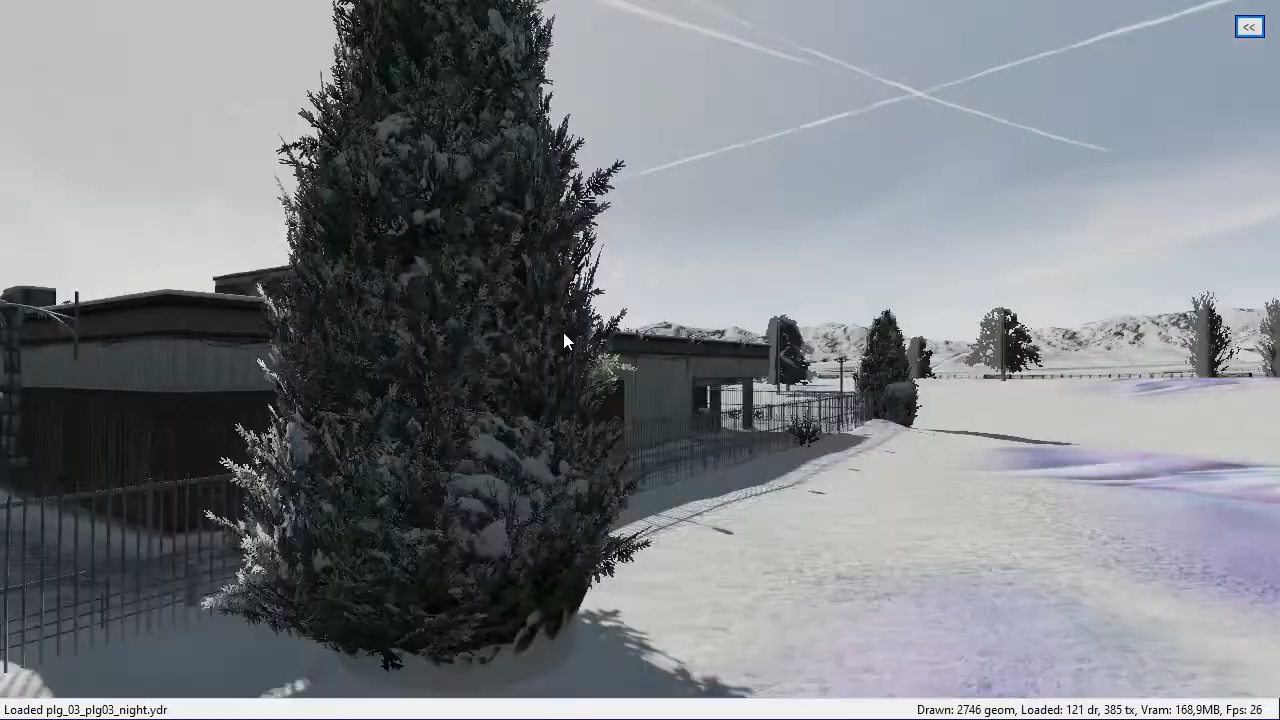 <<
Loaded plg_03_plg03_night.ydr
Drawn: 2746 geom, Loaded: 121 dr, 385 tx, Vram: 168,9MB, Fps: 26